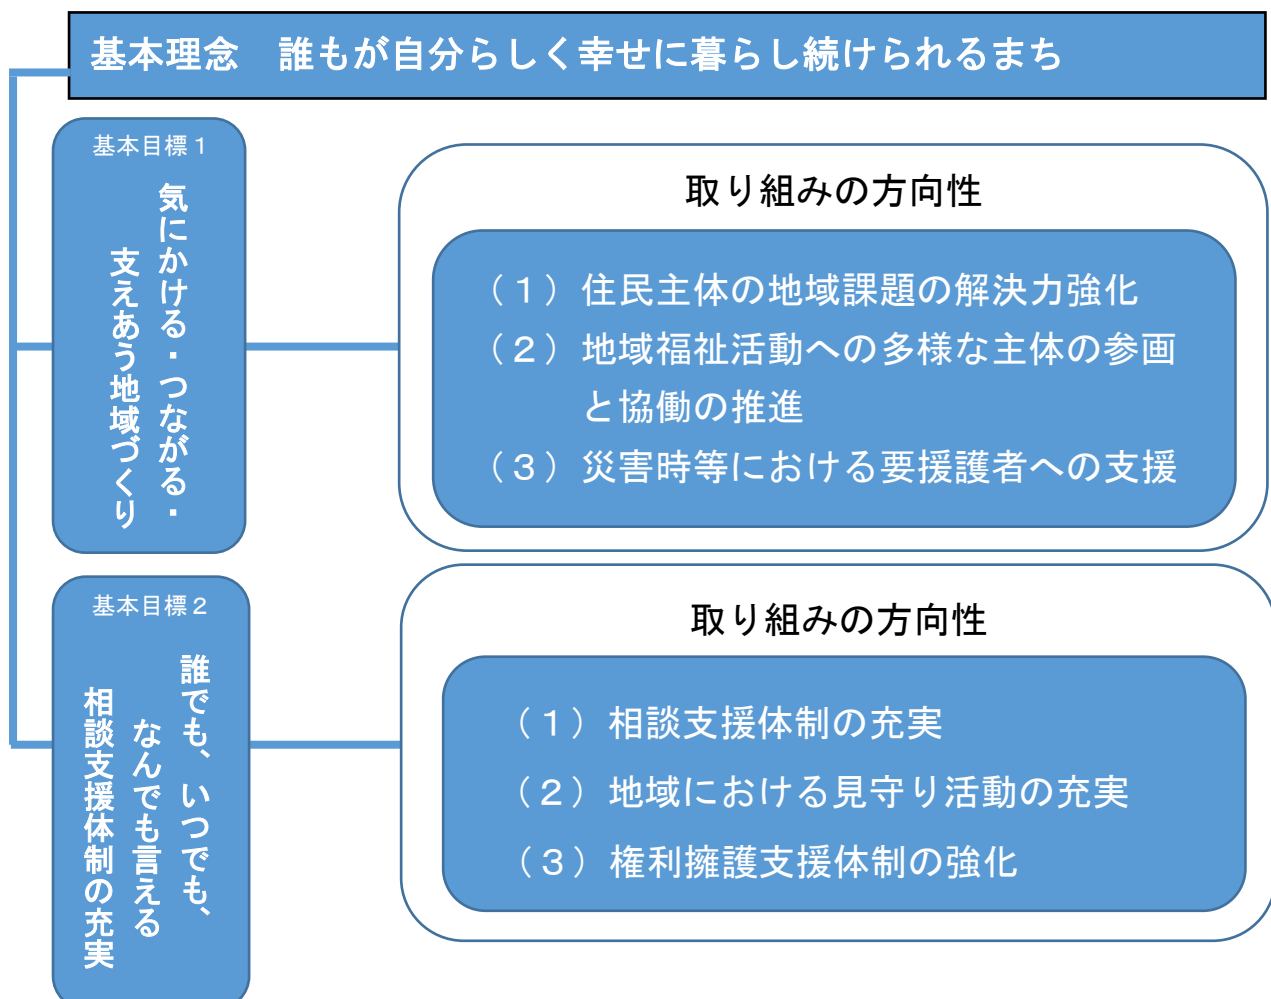 基本理念　誰もが自分らしく幸せに暮らし続けられるまち
基本目標１
気にかける・つながる・
支えあう地域づくり
取り組みの方向性
（１）住民主体の地域課題の解決力強化
（２）地域福祉活動への多様な主体の参画
と協働の推進
（３）災害時等における要援護者への支援
基本目標２
誰でも、いつでも、
なんでも言える
相談支援体制の充実
取り組みの方向性
（１）相談支援体制の充実
（２）地域における見守り活動の充実
（３）権利擁護支援体制の強化